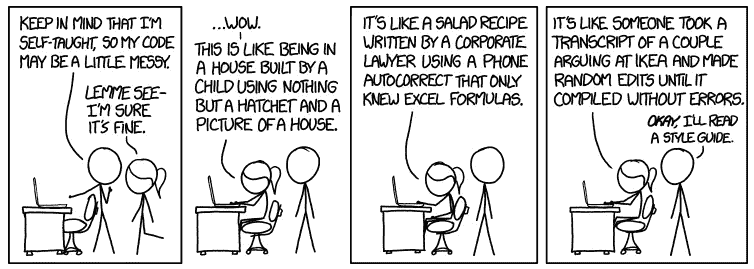 KEEP IN MIND THAT I'M
SELF-TAUGHT, SO MY CODE
MAY BE A LITTLE MESSY.
LEMME SEE-
I'M SURE
IT'S FINE.
...WOW.
THIS IS LIKE BEING IN
A HOUSE BUILT BY A
CHILD USING NOTHING
BUT A HATCHET AND A
PICTURE OF A HOUSE.
IT'S LIKE A SALAD RECIPE
WRITTEN BY A CORPORATE
LAWYER USING A PHONE
AUTOCORRECT THAT ONLY
KNEW EXCEL FORMULAS.
IT'S LIKE SOMEONE TOOK A
TRANSCRIPT OF A COUPLE
ARGUING AT IKEA AND MADE
RANDOM EDITS UNTIL IT
COMPILED WITHOUT ERRORS.
OKAY, I'LL READ
A STYLE GUIDE.